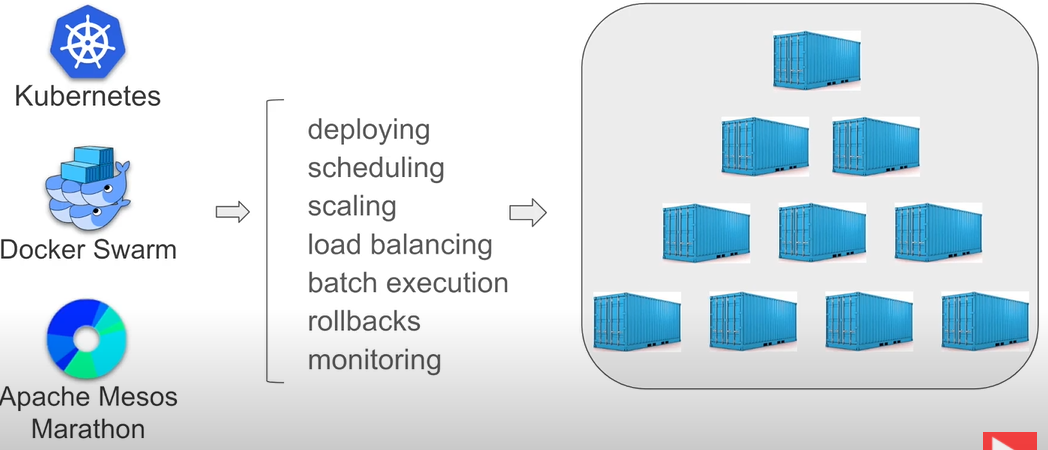 Kubernetes
Docker Swarm
Apache Mesos
Marathon
deploying
scheduling
scaling
load balancing
batch execution
rollbacks
monitoring